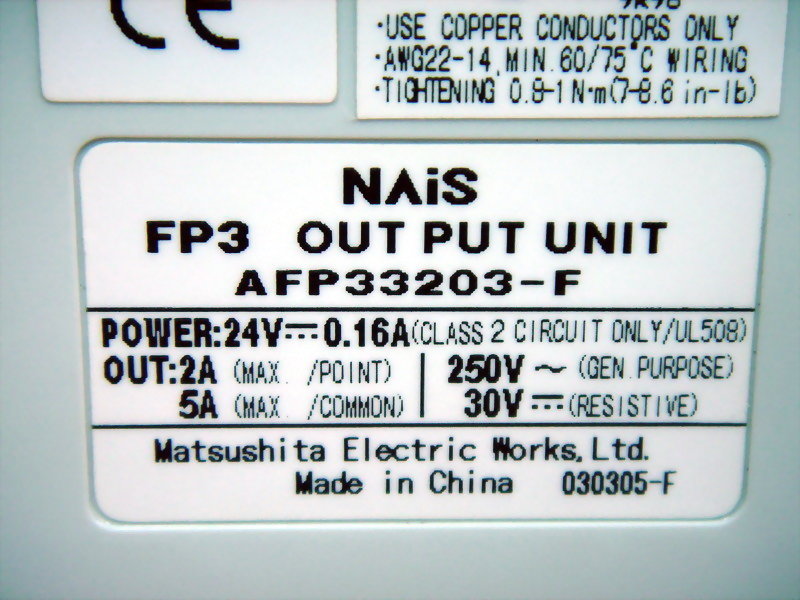 CE
·USE COPPER CONDUCTORS ONLY
·AWG22-14, MIN. 60/75°C WIRING
·TIGHTENING 0.8-1 N·m(7-8.6 in-lb)
NAiS
FP3 OUT PUT UNIT
AFP33203-F
POWER:24V⎓0.16A(CLASS 2 CIRCUIT ONLY/UL508)
OUT:2A (MAX. /POINT) 250V ~ (GEN.PURPOSE)
5A (MAX. /COMMON) 30V⎓(RESISTIVE)
Matsushita Electric Works,Ltd.
Made in China 030305-F